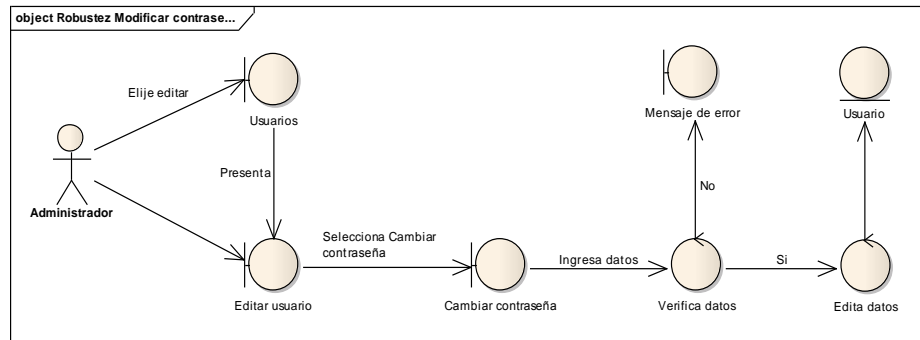 object Robustez Modificar contrase...
Elije editar
Usuarios
Mensaje de error
Usuario
Presenta
No
Administrador
Selecciona Cambiar
contraseña
Ingresa datos
Si
Editar usuario
Cambiar contraseña
Verifica datos
Edita datos